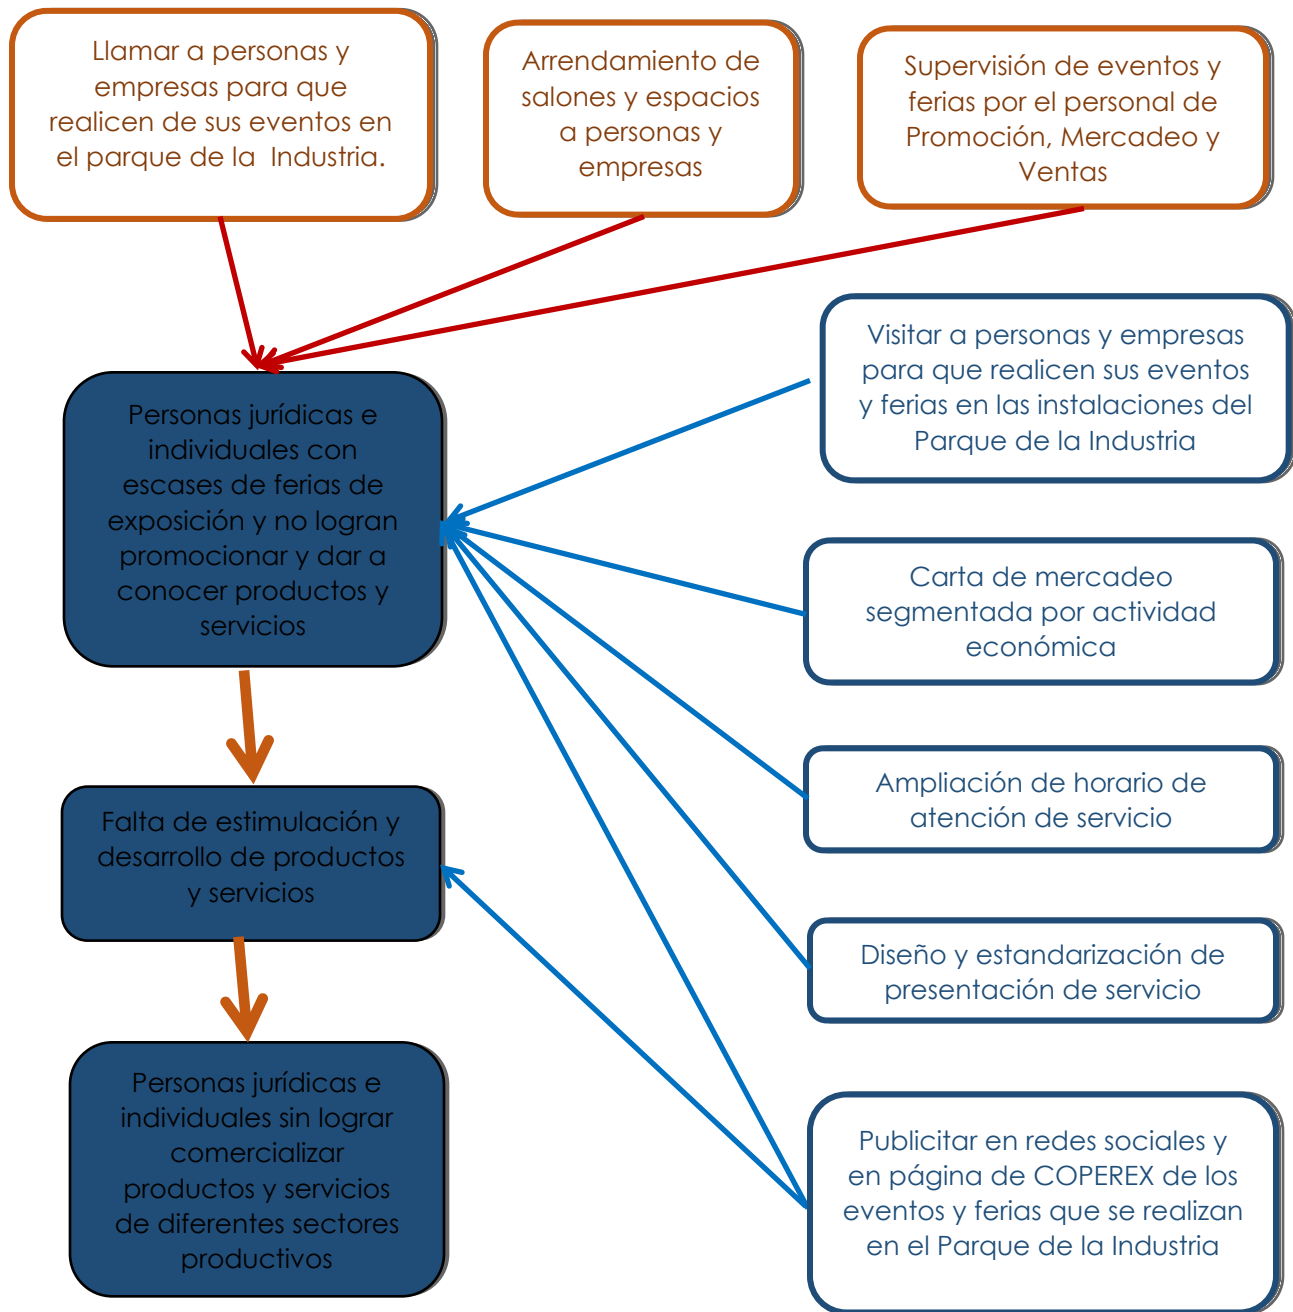 Llamar a personas y
empresas para que
realicen de sus eventos en
el parque de la Industria.
Arrendamiento de
salones y espacios
a personas y
empresas
Supervisión de eventos y
ferias por el personal de
Promoción, Mercadeo y
Ventas
Visitar a personas y empresas
para que realicen sus eventos
y ferias en las instalaciones del
Parque de la Industria
Personas jurídicas e
individuales con
escases de ferias de
exposición y no logran
promocionar y dar a
conocer productos y
servicios
Carta de mercadeo
segmentada por actividad
económica
Ampliación de horario de
atención de servicio
Falta de estimulación y
desarrollo de productos
y servicios
Diseño y estandarización de
presentación de servicio
Personas jurídicas e
individuales sin lograr
comercializar
productos y servicios
de diferentes sectores
productivos
Publicitar en redes sociales y
en página de COPEREX de los
eventos y ferias que se realizan
en el Parque de la Industria